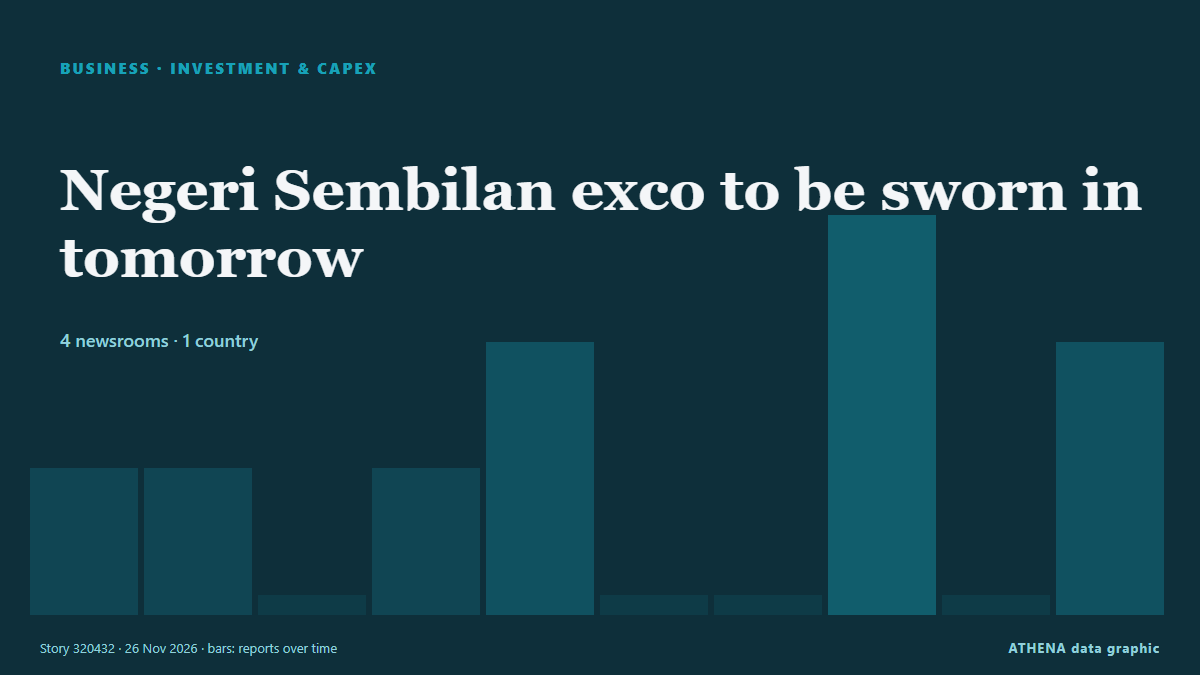 BUSINESS · INVESTMENT & CAPEX
Negeri Sembilan exco to be sworn in
tomorrow
4 newsrooms · 1 country
Story 320432 · 26 Nov 2026 · bars: reports over time
ATHENA data graphic